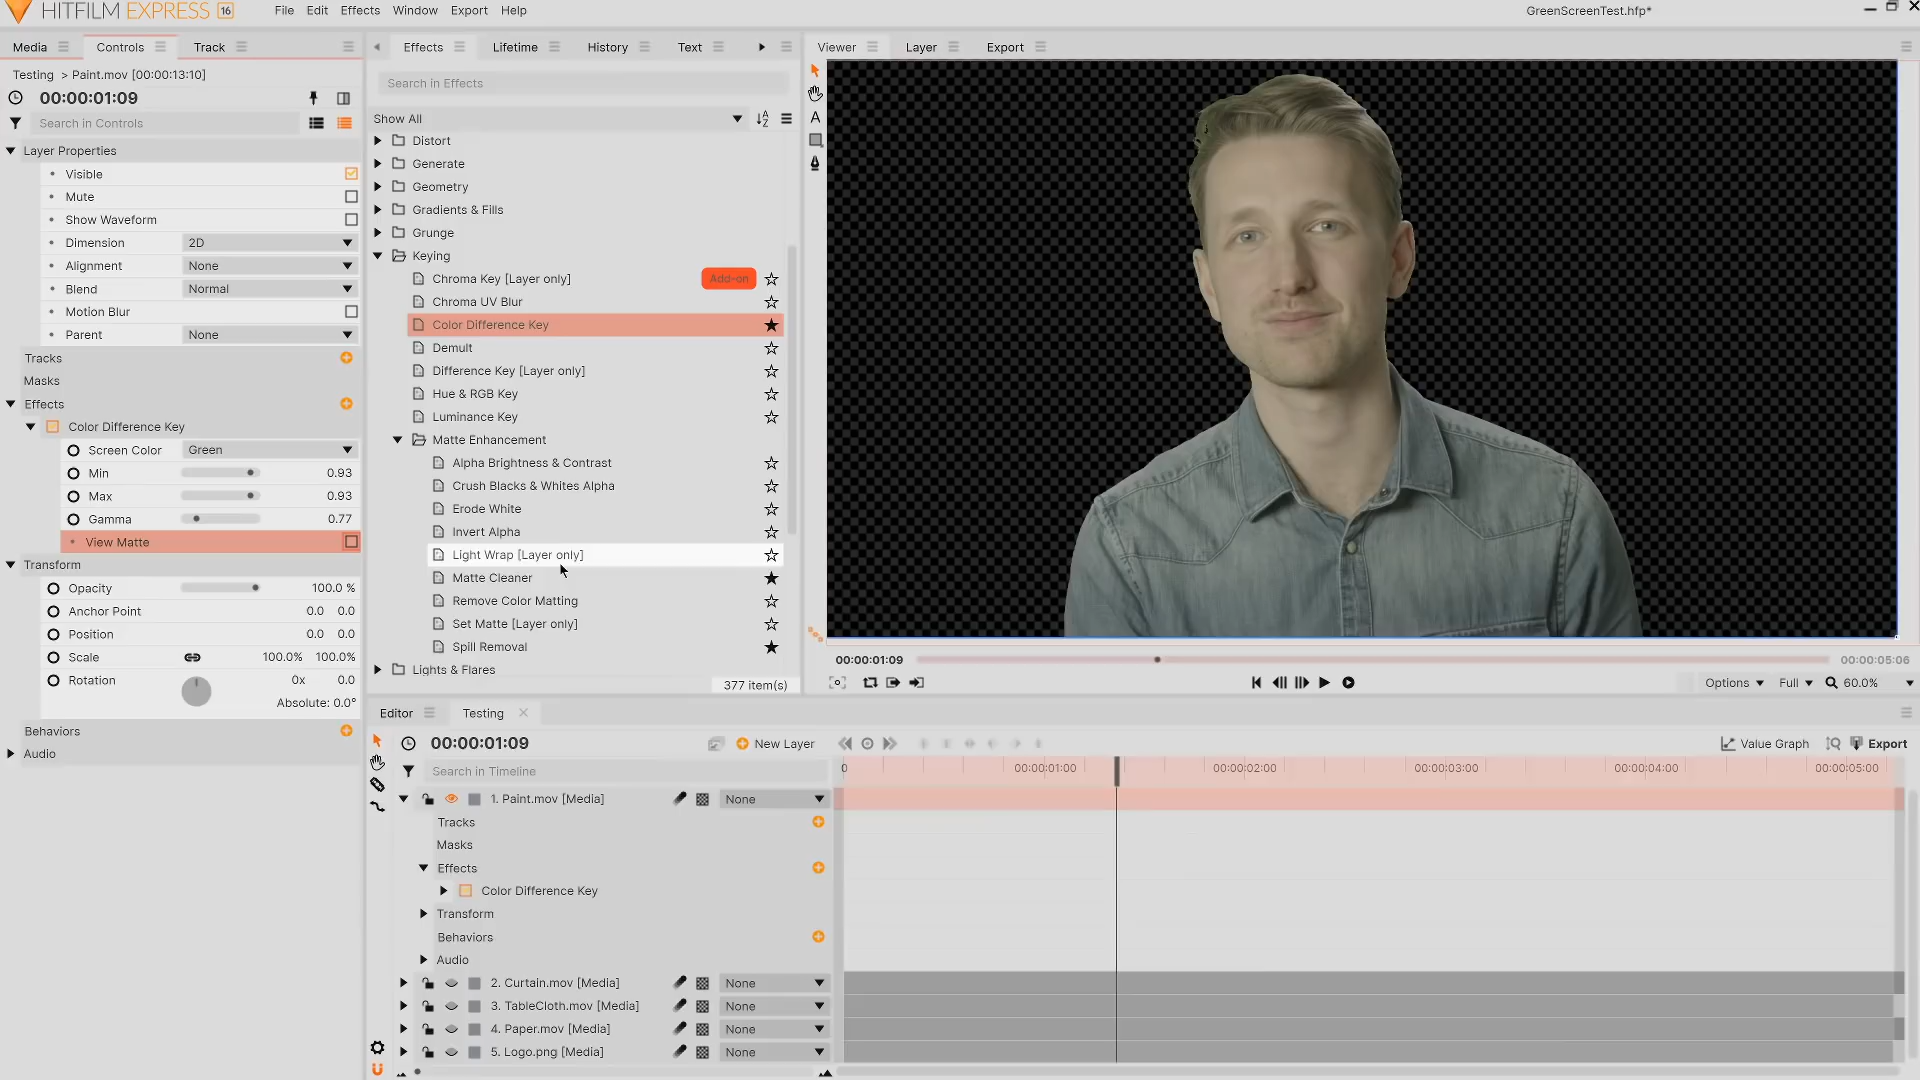 HITFILM EXPRESS 16 File Edit Effects Window Export Help GreenScreenTest.hfp*
Media Controls Track
Testing > Paint.mov [00:00:13:10]
00:00:01:09
Search in Controls
Layer Properties
Visible
Mute
Show Waveform
Dimension 2D
Alignment None
Blend Normal
Motion Blur
Parent None
Tracks
Masks
Effects
Color Difference Key
Screen Color Green
Min 0.93
Max 0.93
Gamma 0.77
View Matte
Transform
Opacity 100.0 %
Anchor Point 0.0 0.0
Position 0.0 0.0
Scale 100.0% 100.0%
Rotation 0x 0.0
Absolute: 0.0°
Behaviors
Audio
Effects Lifetime History Text
Search in Effects
Show All
Distort
Generate
Geometry
Gradients & Fills
Grunge
Keying
Chroma Key [Layer only] Add-on
Chroma UV Blur
Color Difference Key
Demult
Difference Key [Layer only]
Hue & RGB Key
Luminance Key
Matte Enhancement
Alpha Brightness & Contrast
Crush Blacks & Whites Alpha
Erode White
Invert Alpha
Light Wrap [Layer only]
Matte Cleaner
Remove Color Matting
Set Matte [Layer only]
Spill Removal
Lights & Flares
377 item(s)
Viewer Layer Export
A
00:00:01:09 00:00:05:06
Options Full 60.0%
Editor Testing
00:00:01:09 New Layer Value Graph Export
Search in Timeline
0 00:00:01:00 00:00:02:00 00:00:03:00 00:00:04:00 00:00:05:00
1. Paint.mov [Media] None
Tracks
Masks
Effects
Color Difference Key
Transform
Behaviors
Audio
2. Curtain.mov [Media] None
3. TableCloth.mov [Media] None
4. Paper.mov [Media] None
5. Logo.png [Media] None